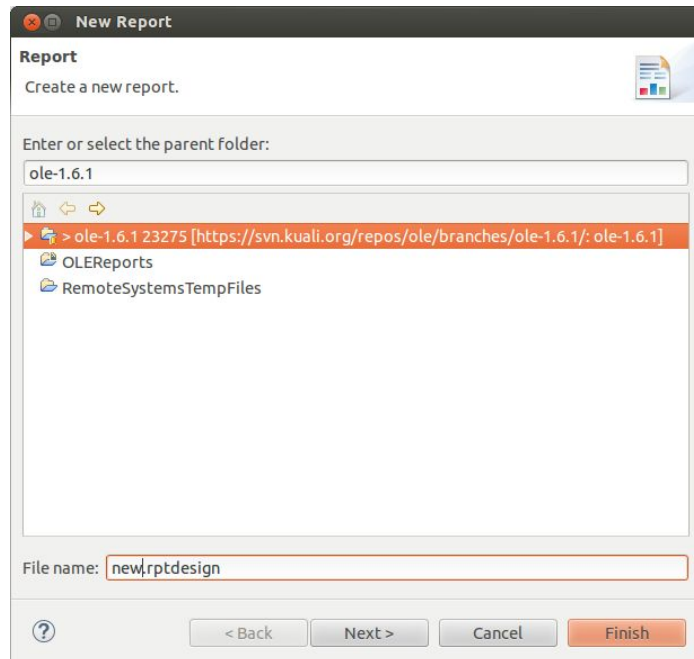 New Report
Report
Create a new report.
Enter or select the parent folder:
ole-1.6.1
> ole-1.6.1 23275 [https://svn.kuali.org/repos/ole/branches/ole-1.6.1/: ole-1.6.1]
OLEReports
RemoteSystemsTempFiles
File name: new.rptdesign
< Back Next > Cancel Finish